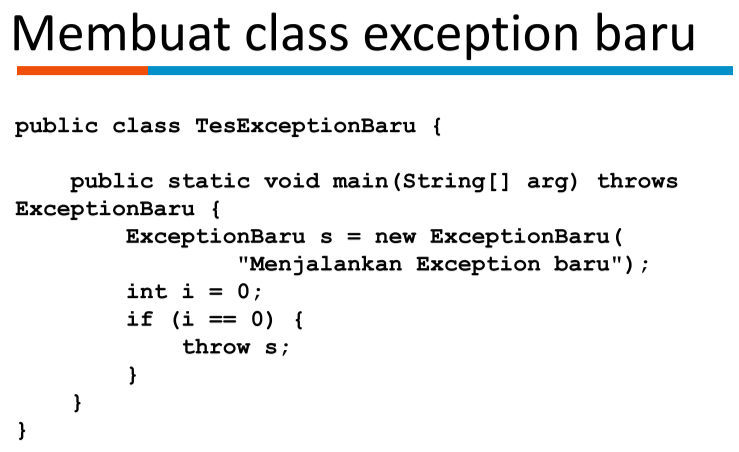 Membuat class exception baru
public class TesExceptionBaru {
public static void main(String[] arg) throws
ExceptionBaru {
ExceptionBaru s = new ExceptionBaru(
"Menjalankan Exception baru");
int i = 0;
if (i == 0) {
throw s;
}
}
}